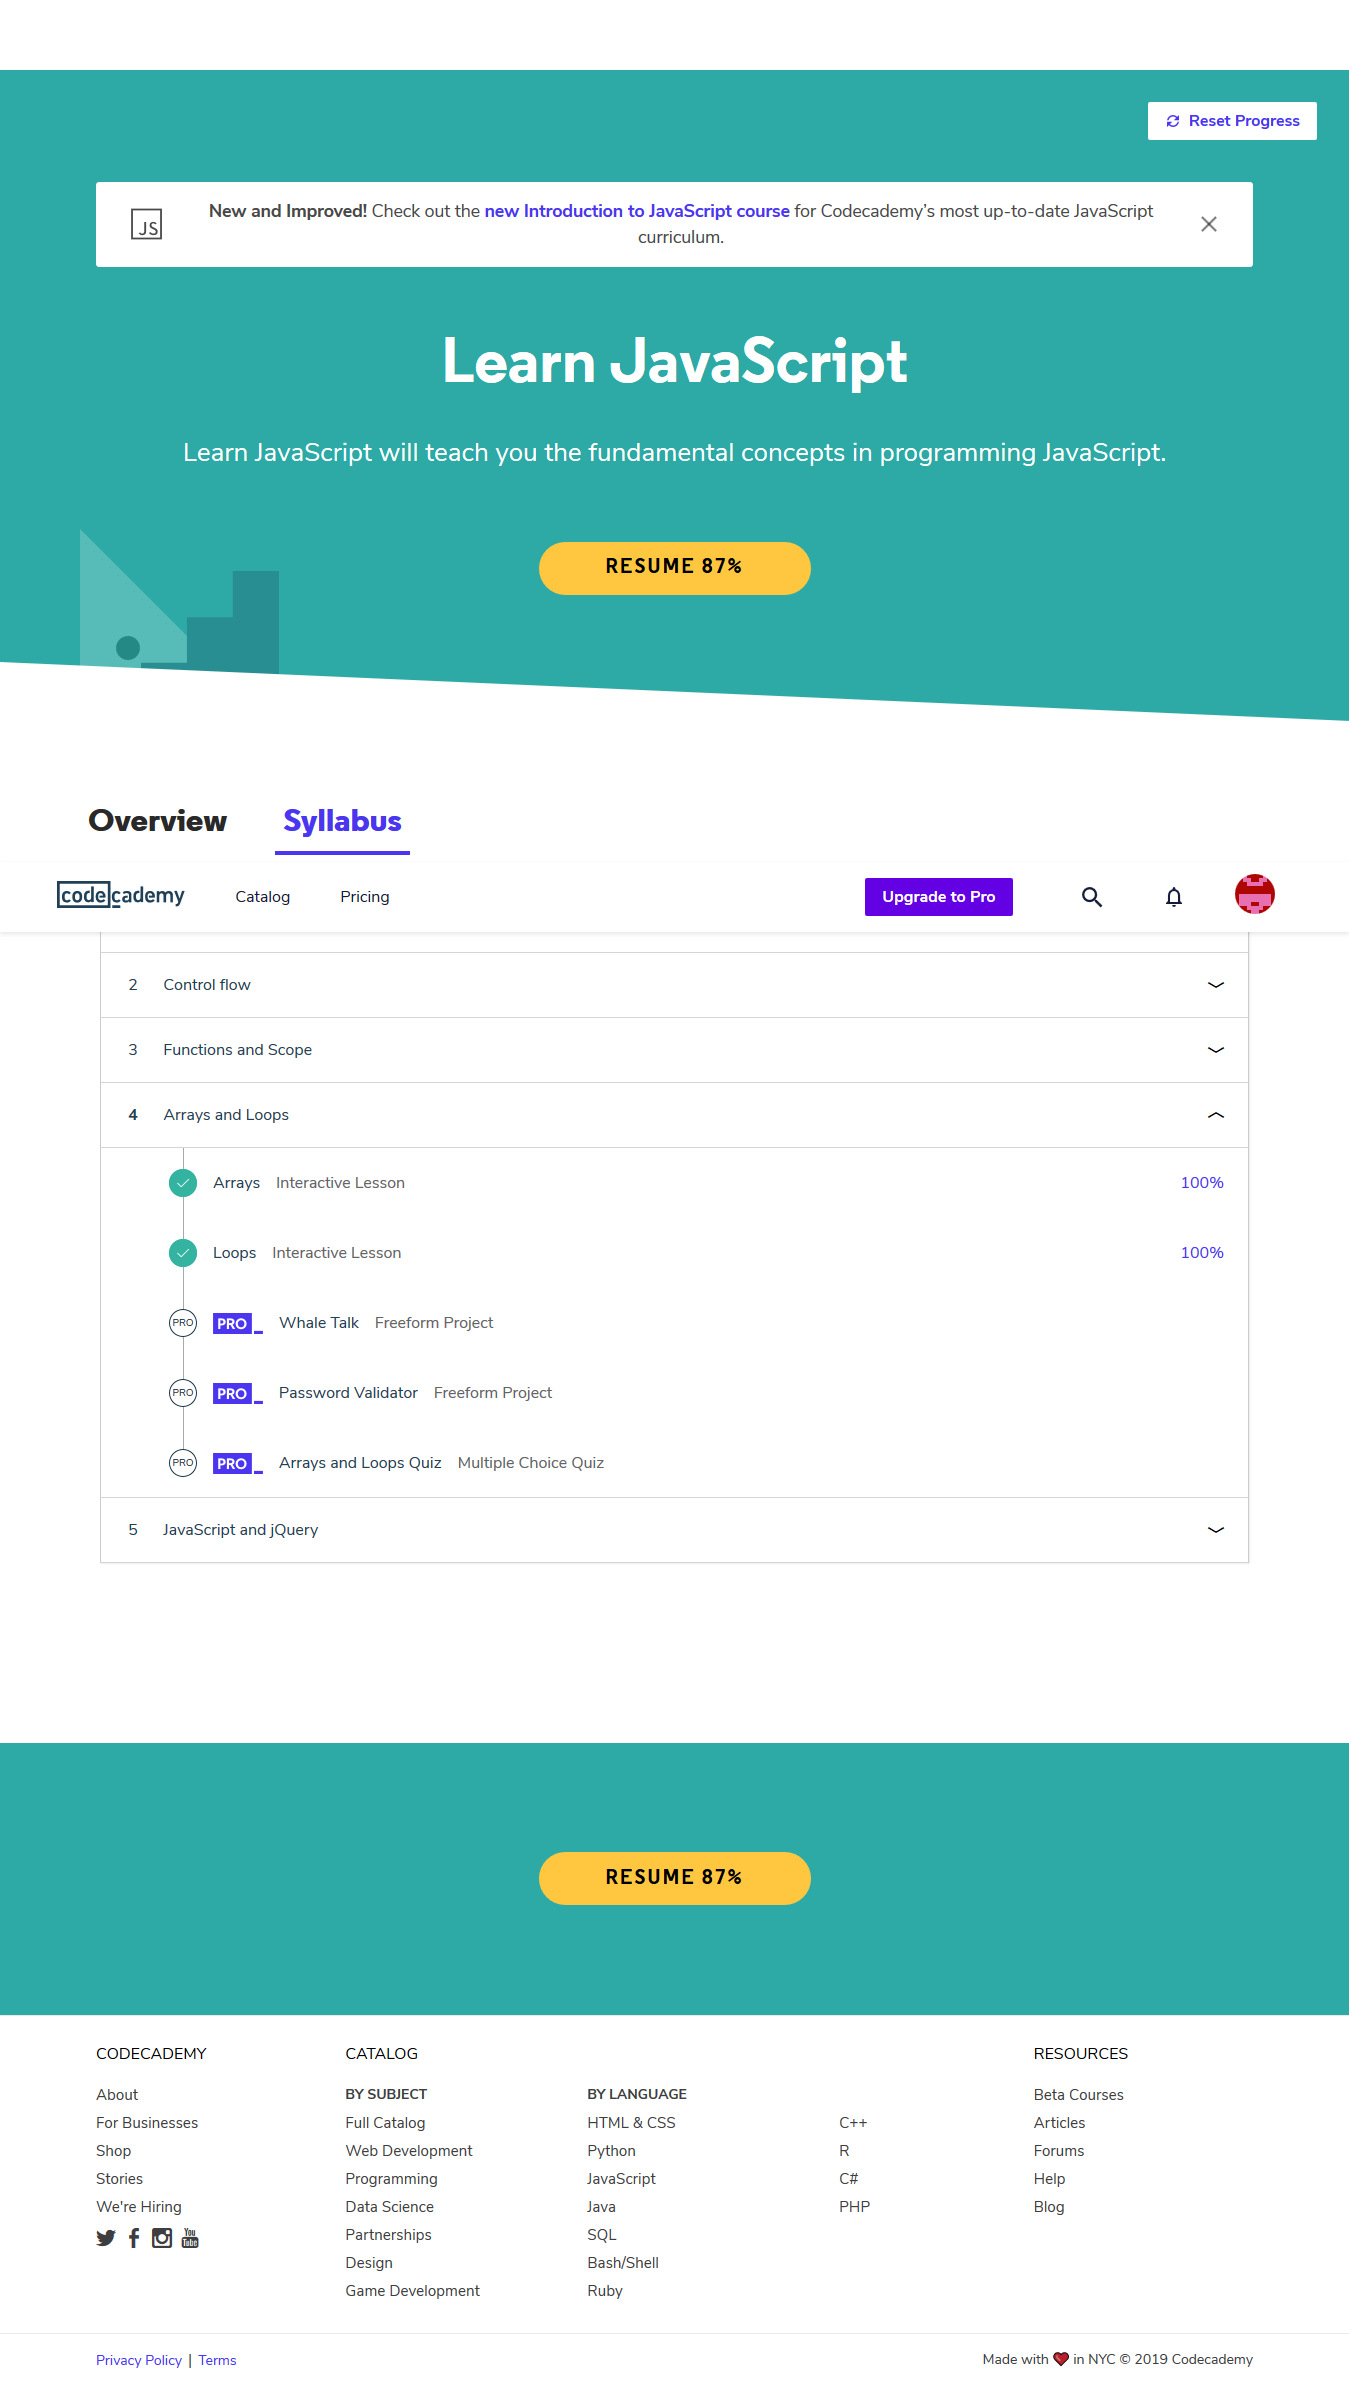 Reset Progress
JS
New and Improved! Check out the new Introduction to JavaScript course for Codecademy's most up-to-date JavaScript
curriculum.
Learn JavaScript
Learn JavaScript will teach you the fundamental concepts in programming JavaScript.
RESUME 87%
Overview Syllabus
codecademy Catalog Pricing Upgrade to Pro
2 Control flow
3 Functions and Scope
4 Arrays and Loops
Arrays Interactive Lesson 100%
Loops Interactive Lesson 100%
PRO PRO_ Whale Talk Freeform Project
PRO PRO_ Password Validator Freeform Project
PRO PRO_ Arrays and Loops Quiz Multiple Choice Quiz
5 JavaScript and jQuery
RESUME 87%
CODECADEMY
About
For Businesses
Shop
Stories
We're Hiring
You Tube
CATALOG
BY SUBJECT
Full Catalog
Web Development
Programming
Data Science
Partnerships
Design
Game Development
BY LANGUAGE
HTML & CSS
Python
JavaScript
Java
SQL
Bash/Shell
Ruby
C++
R
C#
PHP
RESOURCES
Beta Courses
Articles
Forums
Help
Blog
Privacy Policy | Terms
Made with ❤ in NYC © 2019 Codecademy